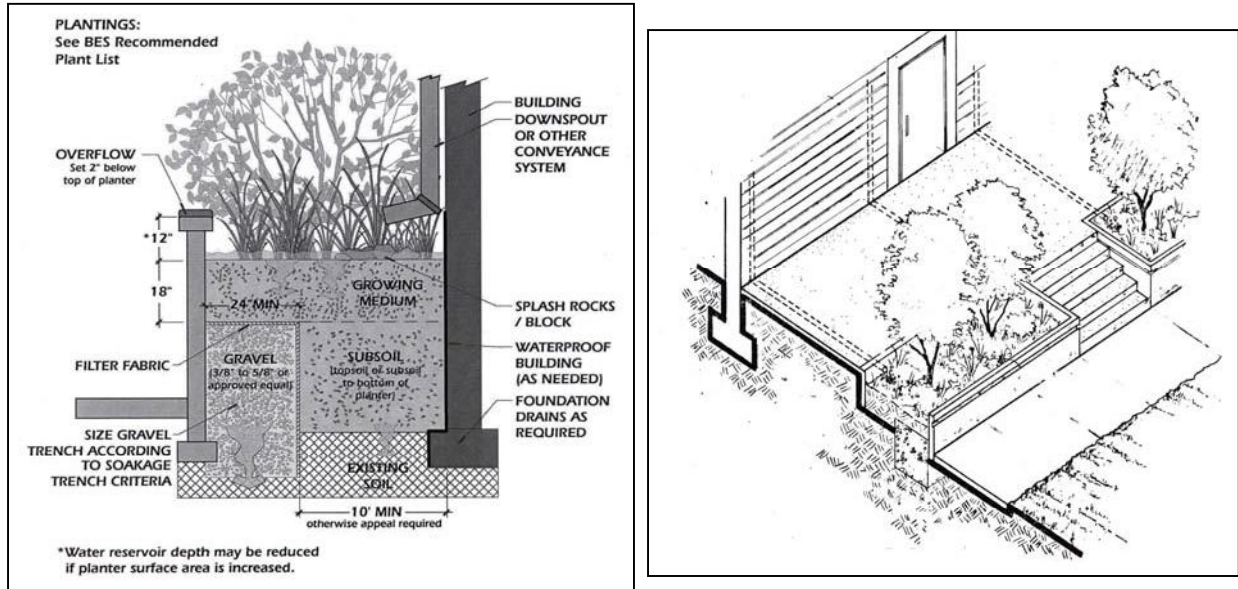 PLANTINGS:
See BES Recommended
Plant List
BUILDING
DOWNSPOUT
OR OTHER
CONVEYANCE
SYSTEM
OVERFLOW
Set 2" below
top of planter
*12"
18"
24"MIN
GROWING
MEDIUM
SPLASH ROCKS
/ BLOCK
FILTER FABRIC
GRAVEL
(3/8" to 5/8" or
approved equal)
SUBSOIL
(topsoil or subsoil
to bottom of
planter)
WATERPROOF
BUILDING
(AS NEEDED)
FOUNDATION
DRAINS AS
REQUIRED
SIZE GRAVEL
TRENCH ACCORDING
TO SOAKAGE
TRENCH CRITERIA
EXISTING
SOIL
10' MIN
otherwise appeal required
*Water reservoir depth may be reduced
if planter surface area is increased.